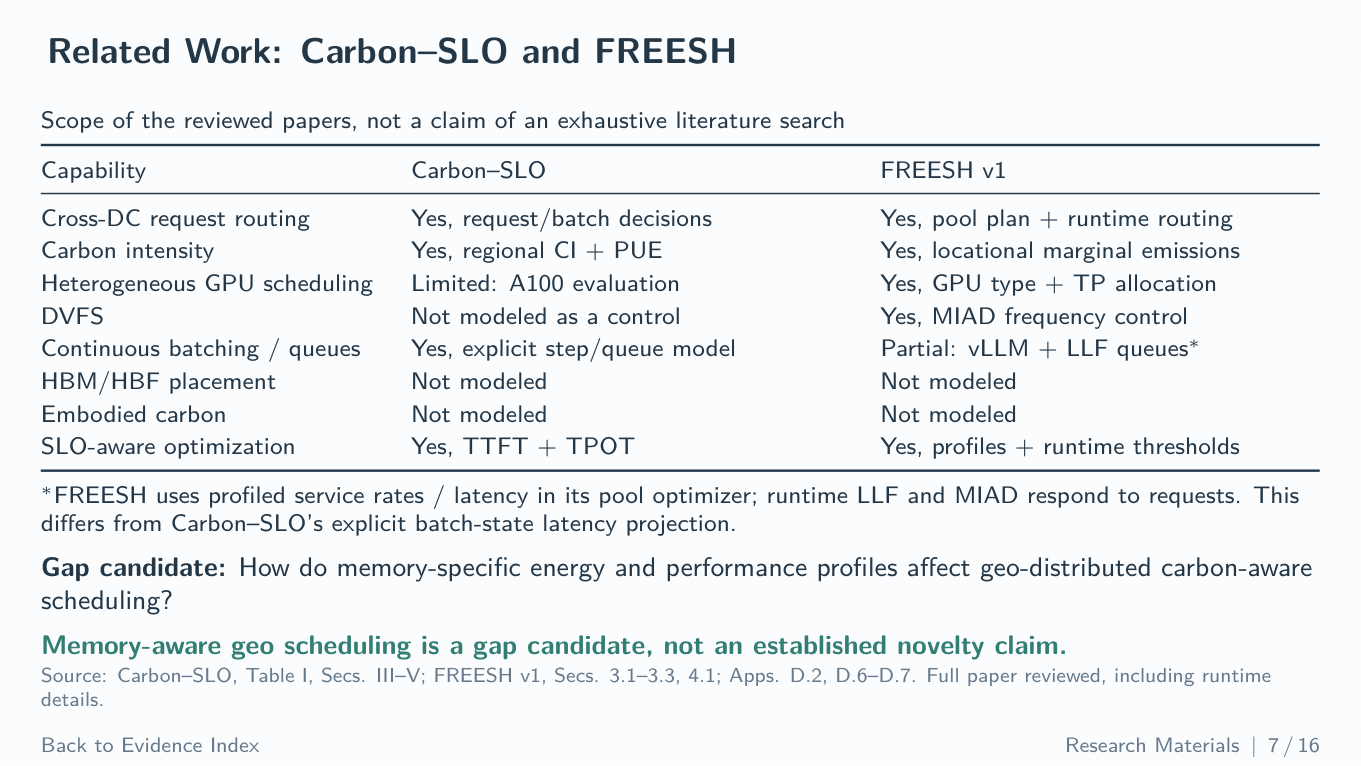 Related Work: Carbon–SLO and FREESH
Scope of the reviewed papers, not a claim of an exhaustive literature search
Capability Carbon–SLO FREESH v1
Cross-DC request routing Yes, request/batch decisions Yes, pool plan + runtime routing
Carbon intensity Yes, regional CI + PUE Yes, locational marginal emissions
Heterogeneous GPU scheduling Limited: A100 evaluation Yes, GPU type + TP allocation
DVFS Not modeled as a control Yes, MIAD frequency control
Continuous batching / queues Yes, explicit step/queue model Partial: vLLM + LLF queues*
HBM/HBF placement Not modeled Not modeled
Embodied carbon Not modeled Not modeled
SLO-aware optimization Yes, TTFT + TPOT Yes, profiles + runtime thresholds
*FREESH uses profiled service rates / latency in its pool optimizer; runtime LLF and MIAD respond to requests. This
differs from Carbon–SLO's explicit batch-state latency projection.
Gap candidate: How do memory-specific energy and performance profiles affect geo-distributed carbon-aware
scheduling?
Memory-aware geo scheduling is a gap candidate, not an established novelty claim.
Source: Carbon–SLO, Table I, Secs. III–V; FREESH v1, Secs. 3.1–3.3, 4.1; Apps. D.2, D.6–D.7. Full paper reviewed, including runtime
details.
Back to Evidence Index Research Materials | 7 / 16